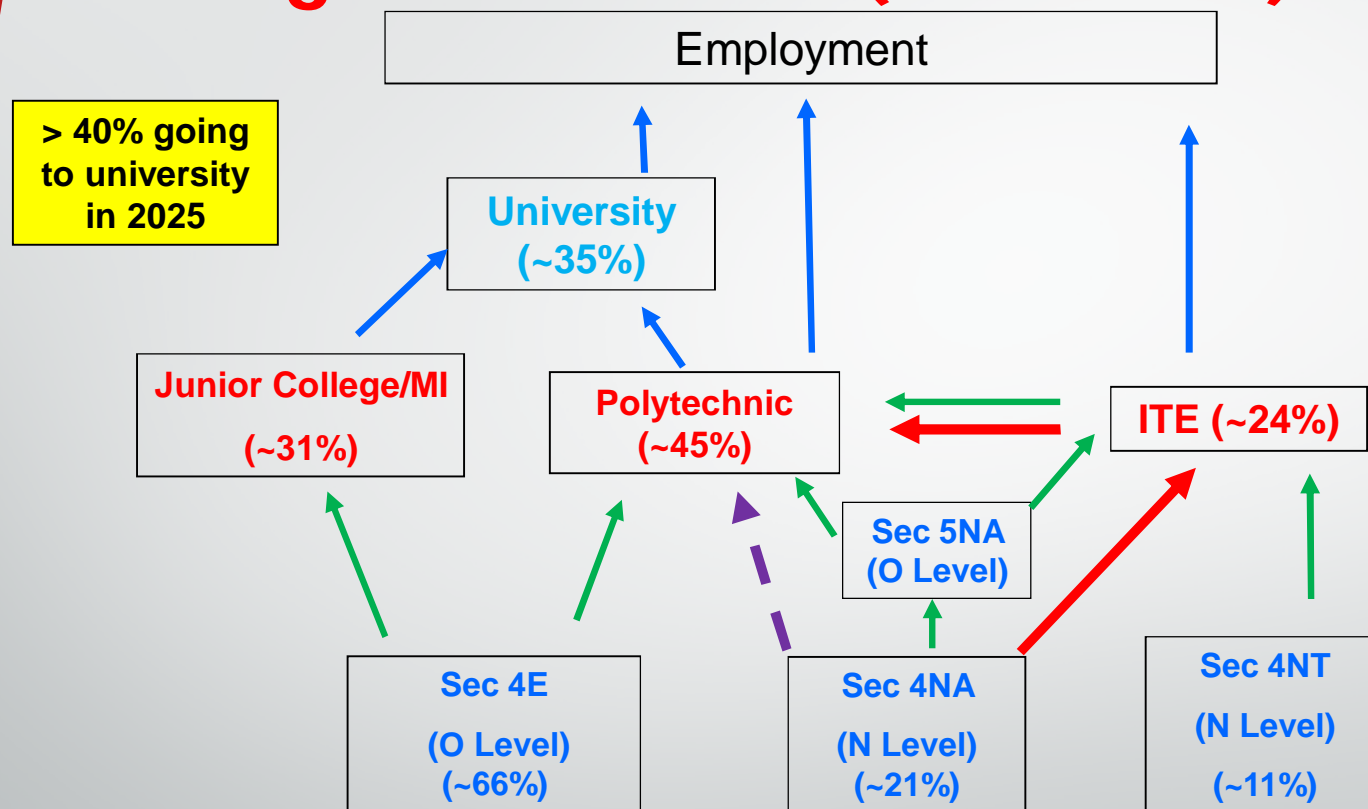 Employment
> 40% going
to university
in 2025
University
(~35%)
Junior College/MI
(~31%)
Polytechnic
(~45%)
ITE (~24%)
Sec 5NA
(O Level)
Sec 4E
(O Level)
(~66%)
Sec 4NA
(N Level)
(~21%)
Sec 4NT
(N Level)
(~11%)